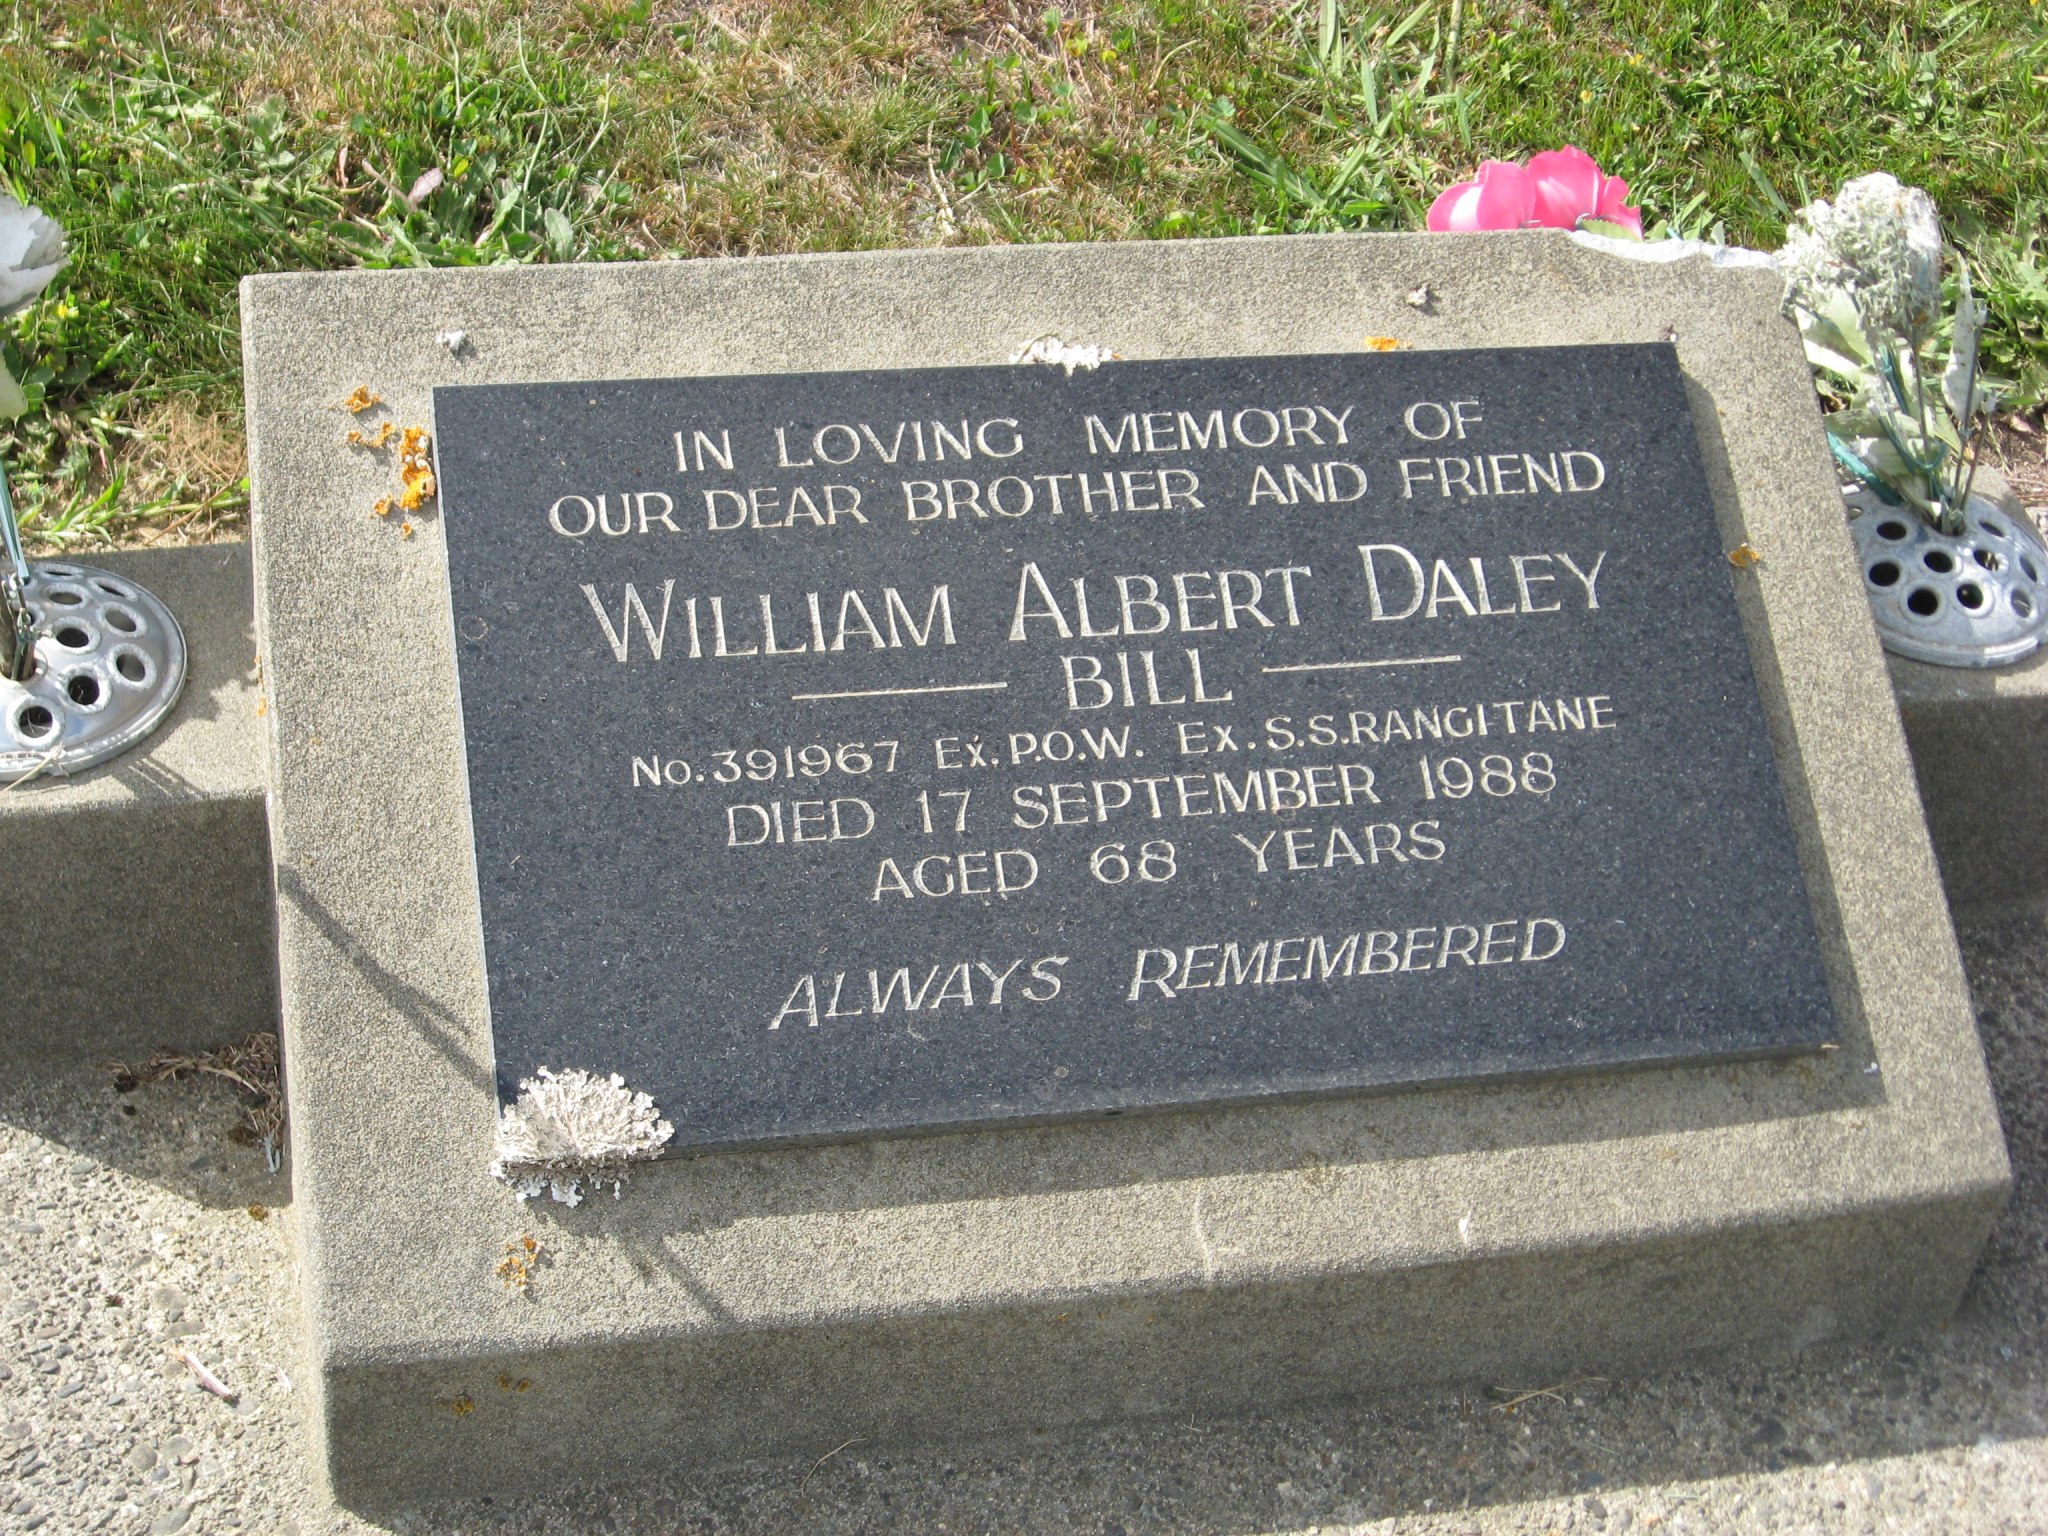 IN LOVING MEMORY OF
OUR DEAR BROTHER AND FRIEND
WILLIAM ALBERT DALEY
BILL
No. 391967 Ex. P.O.W. Ex. S.S. RANGITANE
DIED 17 SEPTEMBER 1988
AGED 68 YEARS
ALWAYS REMEMBERED